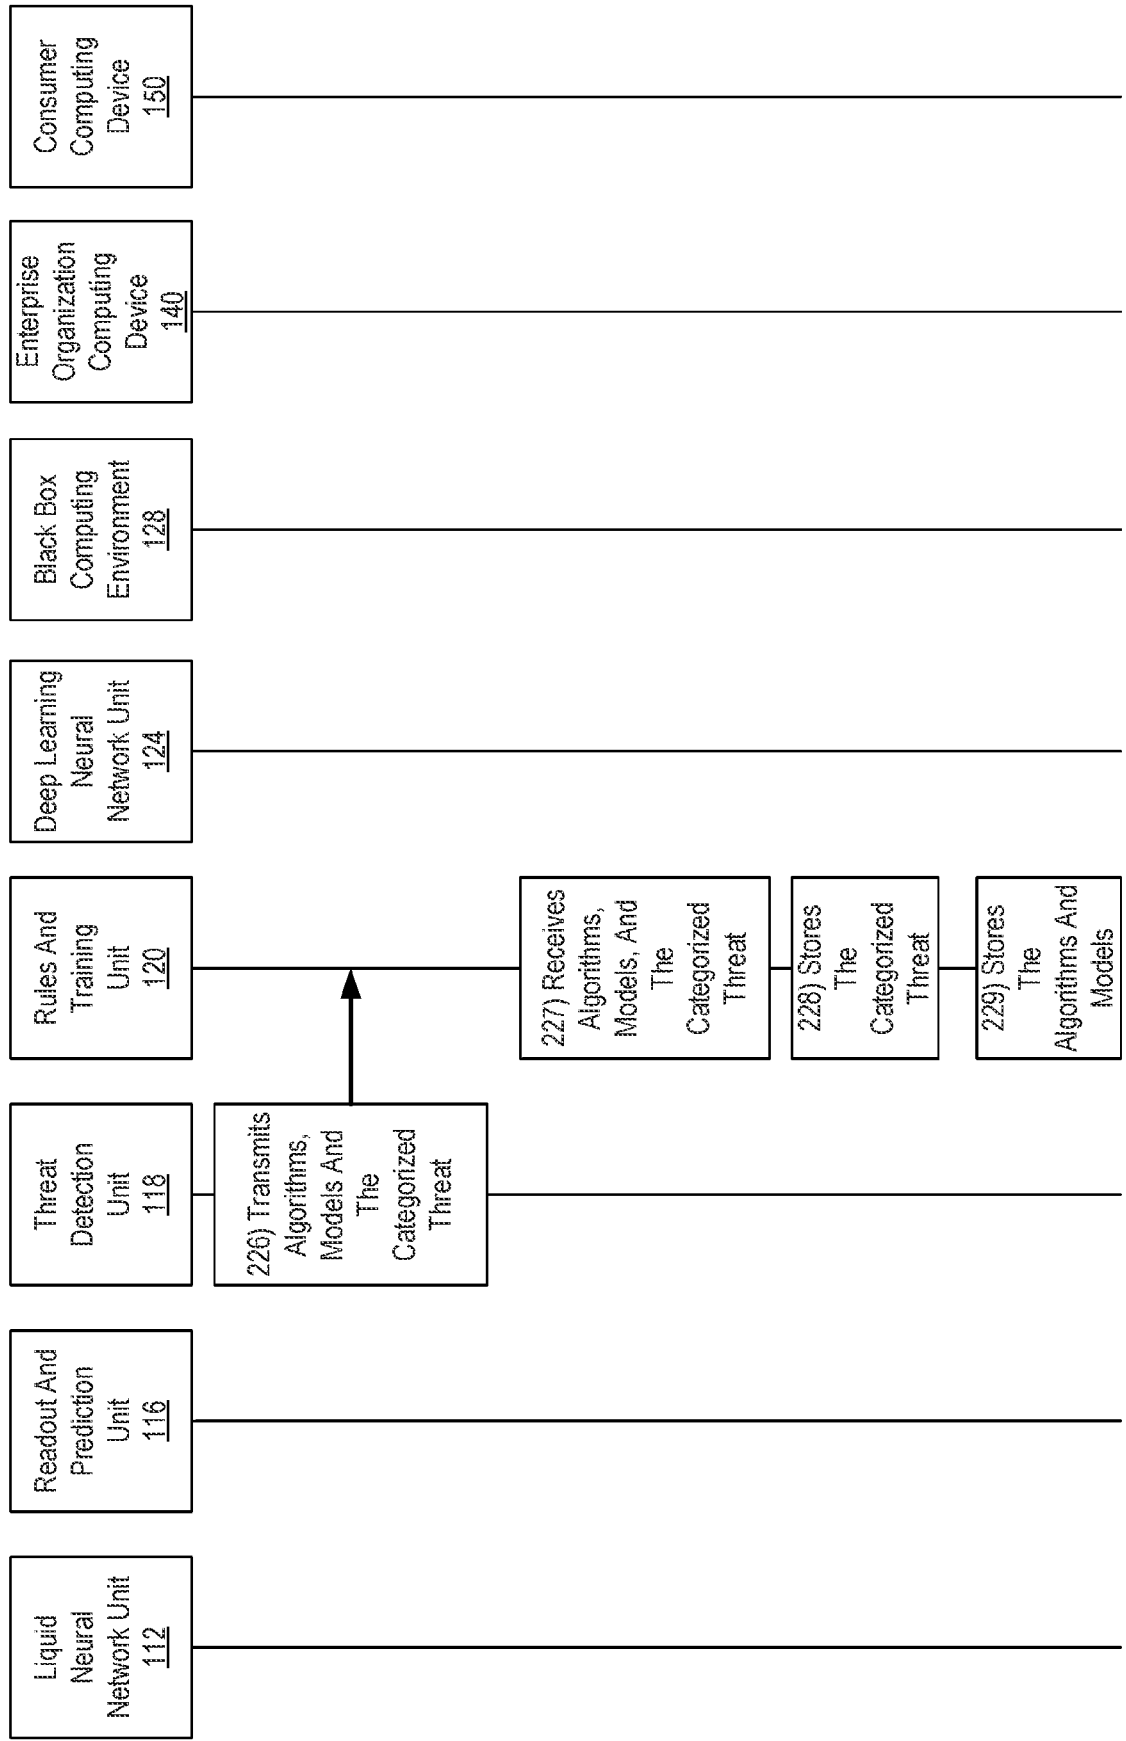 Liquid
Neural
Network Unit
112
Readout And
Prediction
Unit
116
Threat
Detection
Unit
118
Rules And
Training
Unit
120
Deep Learning
Neural
Network Unit
124
Black Box
Computing
Environment
128
Enterprise
Organization
Computing
Device
140
Consumer
Computing
Device
150
226) Transmits
Algorithms,
Models And
The
Categorized
Threat
227) Receives
Algorithms,
Models, And
The
Categorized
Threat
228) Stores
The
Categorized
Threat
229) Stores
The
Algorithms And
Models